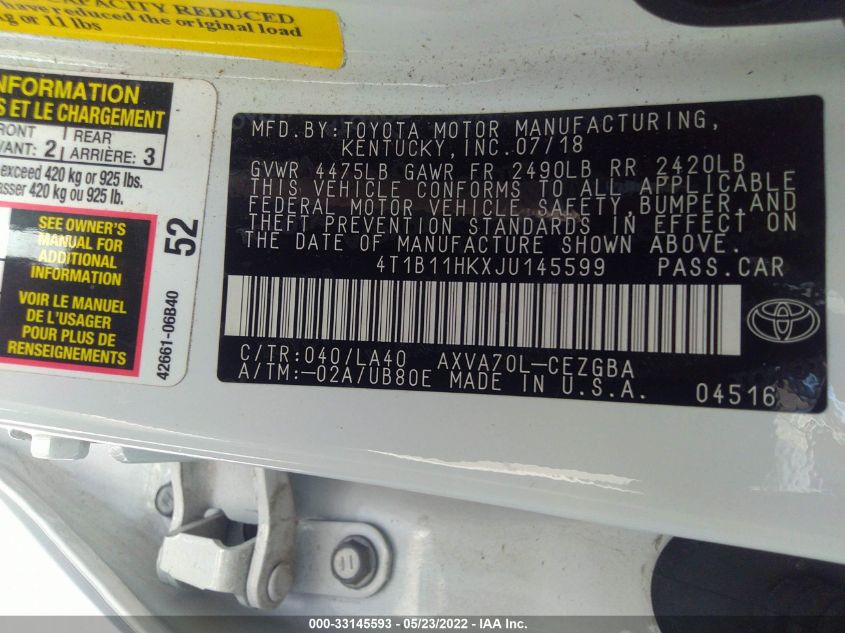 CAPACITY REDUCED
have reduced the original load
kg or 11 lbs
INFORMATION
S ET LE CHARGEMENT
FRONT REAR
AVANT: 2 ARRIÈRE: 3
exceed 420 kg or 925 lbs.
asser 420 kg ou 925 lb.
SEE OWNER'S
MANUAL FOR
ADDITIONAL
INFORMATION
VOIR LE MANUEL
DE L'USAGER
POUR PLUS DE
RENSEIGNEMENTS
52
42661-06B40
MFD.BY:TOYOTA MOTOR MANUFACTURING,
KENTUCKY, INC.07/18
GVWR 4475LB GAWR FR 2490LB RR 2420LB
THIS VEHICLE CONFORMS TO ALL APPLICABLE
FEDERAL MOTOR VEHICLE SAFETY, BUMPER, AND
THEFT PREVENTION STANDARDS IN EFFECT ON
THE DATE OF MANUFACTURE SHOWN ABOVE.
4T1B11HKXJU145599 PASS.CAR
C/TR:040/LA40 AXVA70L-CEZGBA
A/TM:-02A/UB80E MADE IN U.S.A.
04516
TOYOTA
000-33145593 - 05/23/2022 - IAA Inc.